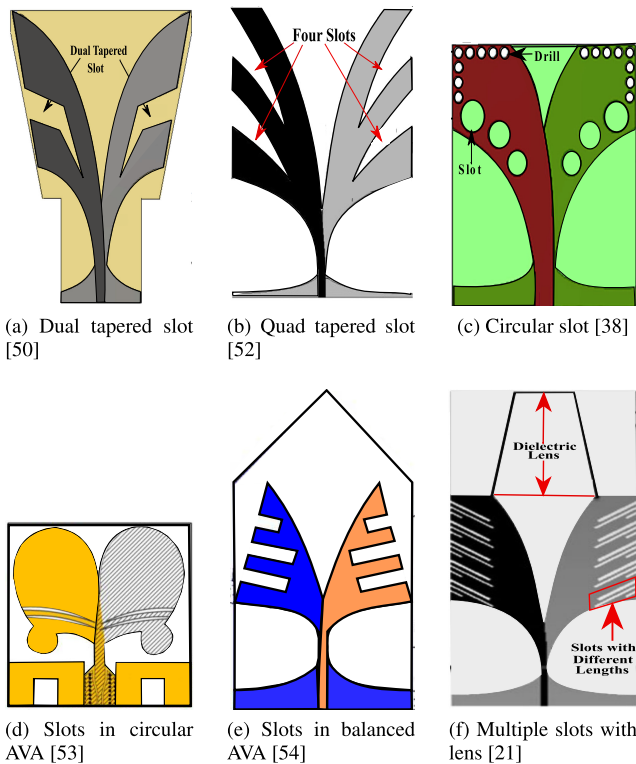 Dual Tapered
Slot
Four Slots
Drill
Slot
(a) Dual tapered slot
[50]
(b) Quad tapered slot
[52]
(c) Circular slot [38]
Dielectric
Lens
Slots with
Different
Lengths
(d) Slots in circular
AVA [53]
(e) Slots in balanced
AVA [54]
(f) Multiple slots with
lens [21]